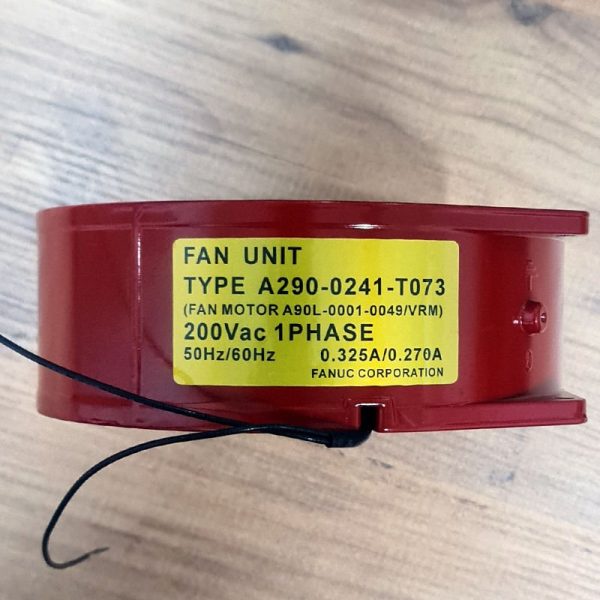 FAN UNIT
TYPE A290-0241-T073
(FAN MOTOR A90L-0001-0049/VRM)
200Vac 1PHASE
50Hz/60Hz 0.325A/0.270A
FANUC CORPORATION